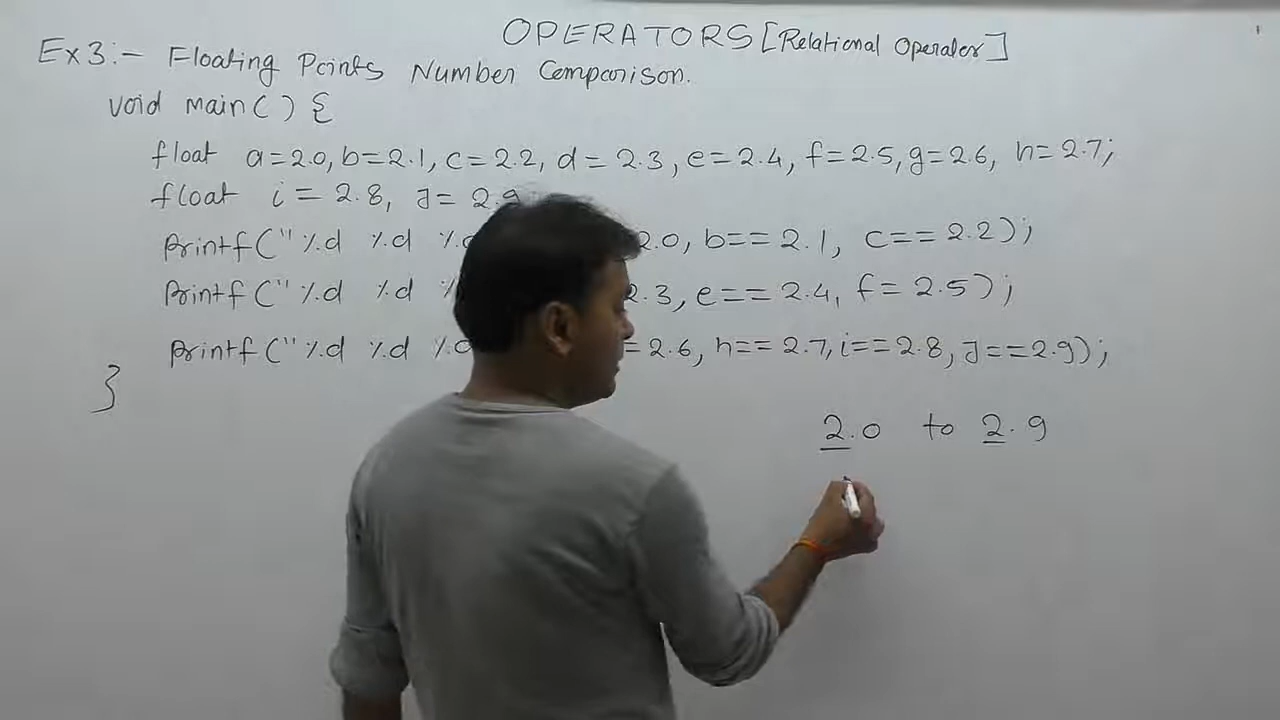 OPERATORS [Relational Operator]
Ex3:- Floating Points Number Comparison.
void main() {
float a=2.0, b=2.1, c=2.2, d=2.3, e=2.4, f=2.5, g=2.6, h=2.7;
float i = 2.8, J= 2.9
Printf("%d %d 2.0, b==2.1, c==2.2);
Printf("%d %d 2.3, e==2.4, f=2.5);
Printf("%d %d =2.6, h==2.7, i==2.8, J==2.9);
}
2.0 to 2.9